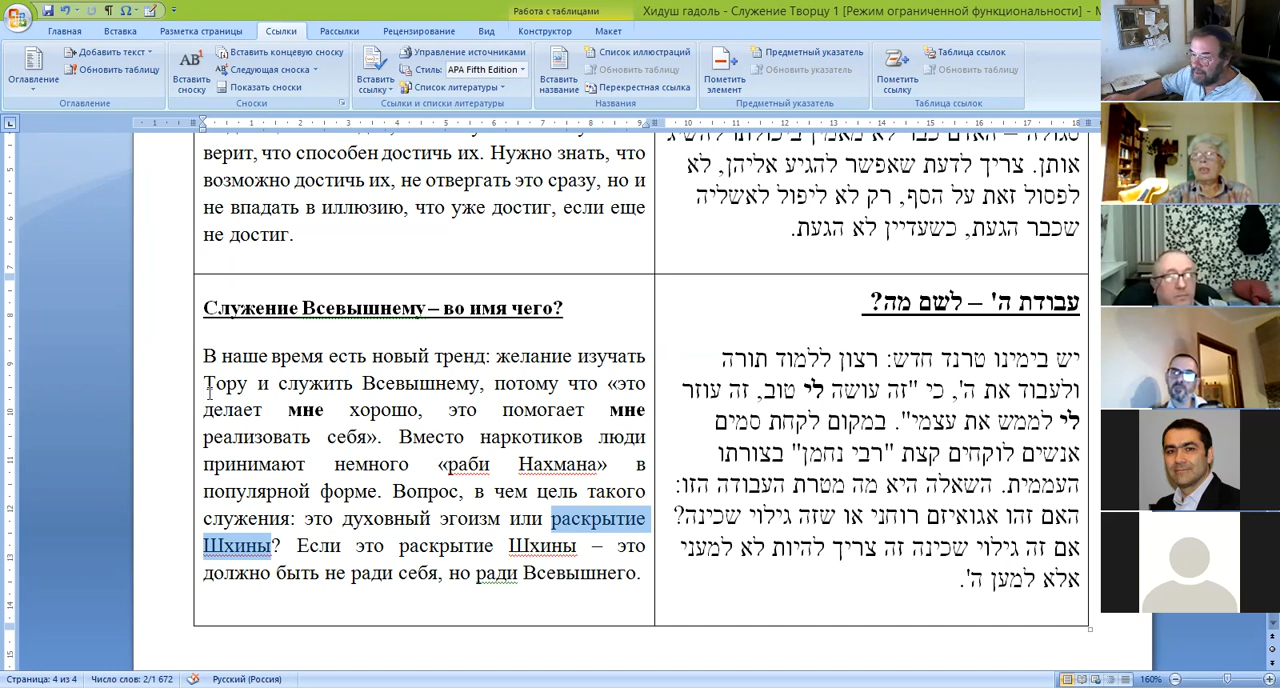 Работа с таблицами
Хидуш гадоль - Служение Творцу 1 [Режим ограниченной функциональности] - M
Главная Вставка Разметка страницы Ссылки Рассылки Рецензирование Вид Конструктор Макет
Оглавление
Добавить текст
Обновить таблицу
Оглавление
AB¹
Вставить сноску
Вставить концевую сноску
Следующая сноска
Показать сноски
Сноски
Вставить ссылку
Управление источниками
Стиль: APA Fifth Edition
Список литературы
Ссылки и списки литературы
Вставить название
Список иллюстраций
Обновить таблицу
Перекрестная ссылка
Названия
Пометить элемент
Предметный указатель
Обновить указатель
Предметный указатель
Пометить ссылку
Таблица ссылок
Обновить таблицу
Таблица ссылок
верит, что способен достичь их. Нужно знать, что
возможно достичь их, не отвергать это сразу, но и
не впадать в иллюзию, что уже достиг, если еще
не достиг.
סגולה – האדם כבר לא מאמין ביכולתו להשיג
אותן. צריך לדעת שאפשר להגיע אליהן, לא
לפסול זאת על הסף, רק לא ליפול לאשליה
שכבר הגעת, כשעדיין לא הגעת.
Служение Всевышнему – во имя чего?
В наше время есть новый тренд: желание изучать
Тору и служить Всевышнему, потому что «это
делает мне хорошо, это помогает мне
реализовать себя». Вместо наркотиков люди
принимают немного «раби Нахмана» в
популярной форме. Вопрос, в чем цель такого
служения: это духовный эгоизм или раскрытие
Шхины? Если это раскрытие Шхины – это
должно быть не ради себя, но ради Всевышнего.
עבודת ה' – לשם מה?
יש בימינו טרנד חדש: רצון ללמוד תורה
ולעבוד את ה', כי "זה עושה לי טוב, זה עוזר
לי לממש את עצמי". במקום לקחת סמים
אנשים לוקחים קצת "רבי נחמן" בצורתו
העממית. השאלה היא מה מטרת העבודה הזו:
האם זהו אגואיזם רוחני או שזה גילוי שכינה?
אם זה גילוי שכינה זה צריך להיות לא למעני
אלא למען ה'.
Страница: 4 из 4 Число слов: 2/1 672 Русский (Россия) 160%